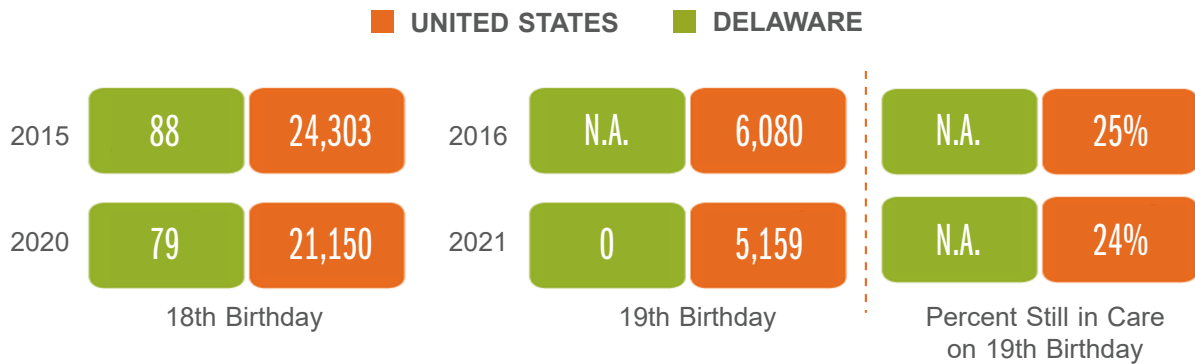 UNITED STATES DELAWARE
2015 88 24,303 2016 N.A. 6,080 N.A. 25%
2020 79 21,150 2021 0 5,159 N.A. 24%
18th Birthday 19th Birthday Percent Still in Care
on 19th Birthday